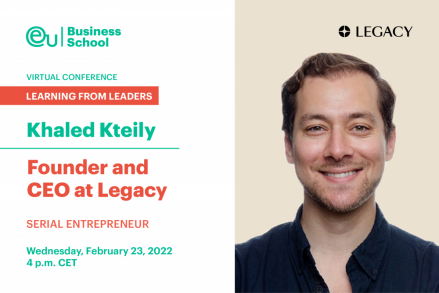 eu Business
School
VIRTUAL CONFERENCE
LEARNING FROM LEADERS
Khaled Kteily
Founder and
CEO at Legacy
SERIAL ENTREPRENEUR
Wednesday, February 23, 2022
4 p.m. CET
LEGACY